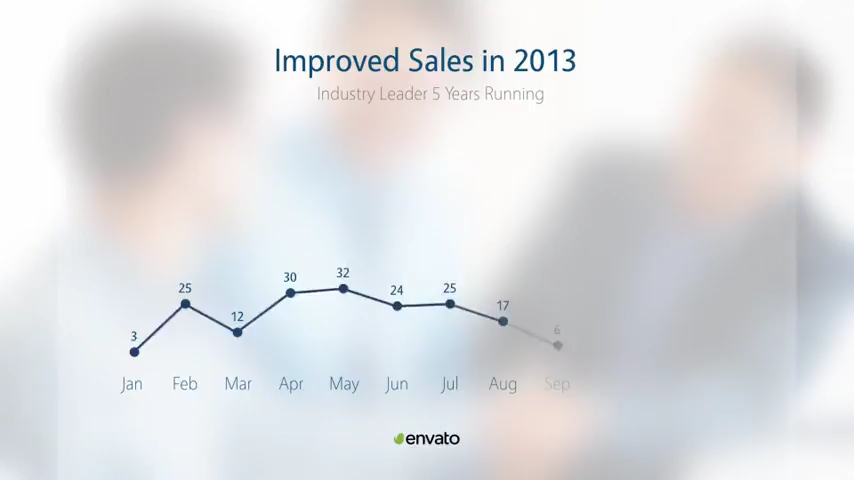 Improved Sales in 2013
Industry Leader 5 Years Running
3
25
12
30
32
24
25
17
6
Jan Feb Mar Apr May Jun Jul Aug Sep
envato